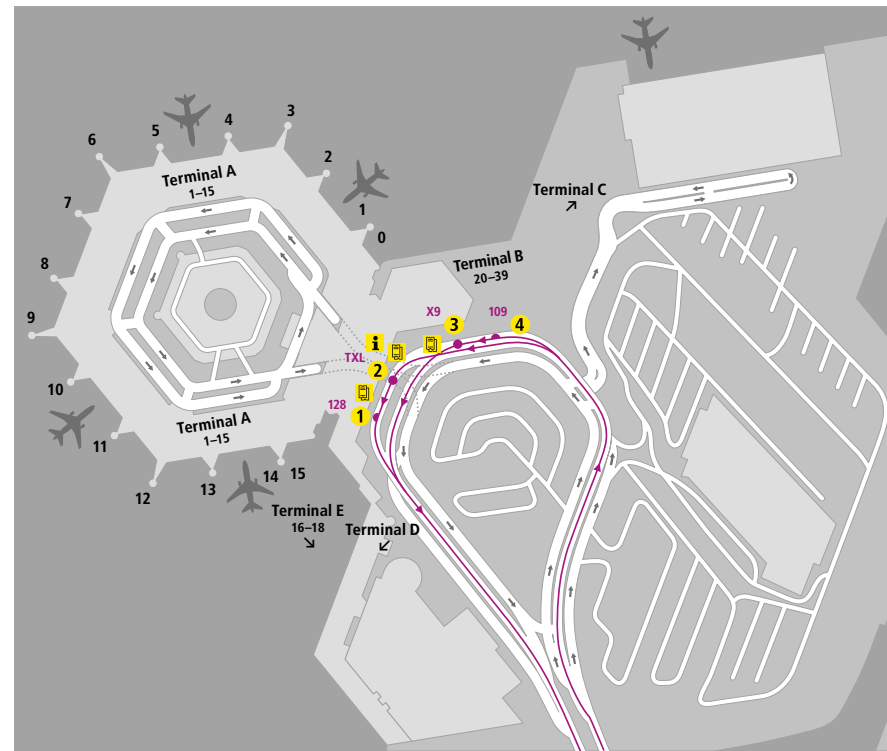 3
4
5
6
Terminal A
1–15
2
7
1
Terminal C
0
Terminal B
20–39
8
X9
109
9
3
4
i
TXL
2
10
128
1
Terminal A
1–15
11
12
13
14
15
Terminal E
16–18
Terminal D